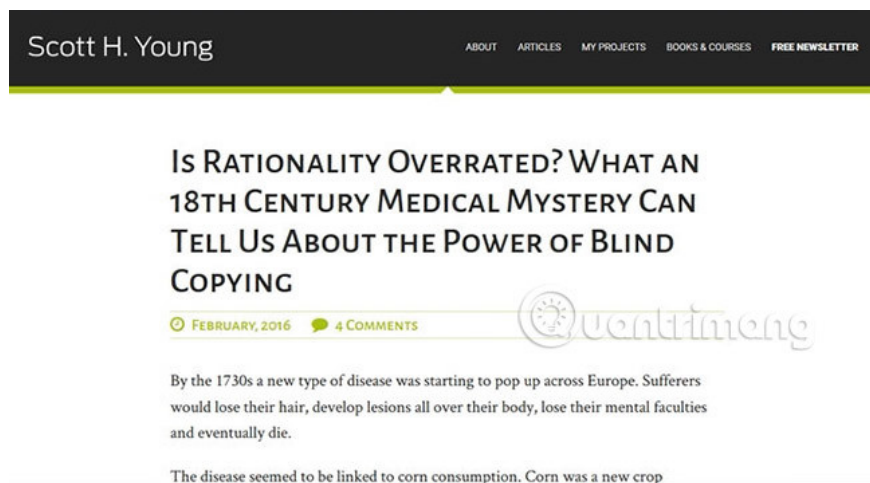 Scott H. Young
ABOUT ARTICLES MY PROJECTS BOOKS & COURSES FREE NEWSLETTER
IS RATIONALITY OVERRATED? WHAT AN
18TH CENTURY MEDICAL MYSTERY CAN
TELL US ABOUT THE POWER OF BLIND
COPYING
FEBRUARY, 2016 4 COMMENTS
Quantrimang
By the 1730s a new type of disease was starting to pop up across Europe. Sufferers
would lose their hair, develop lesions all over their body, lose their mental faculties
and eventually die.
The disease seemed to be linked to corn consumption. Corn was a new crop